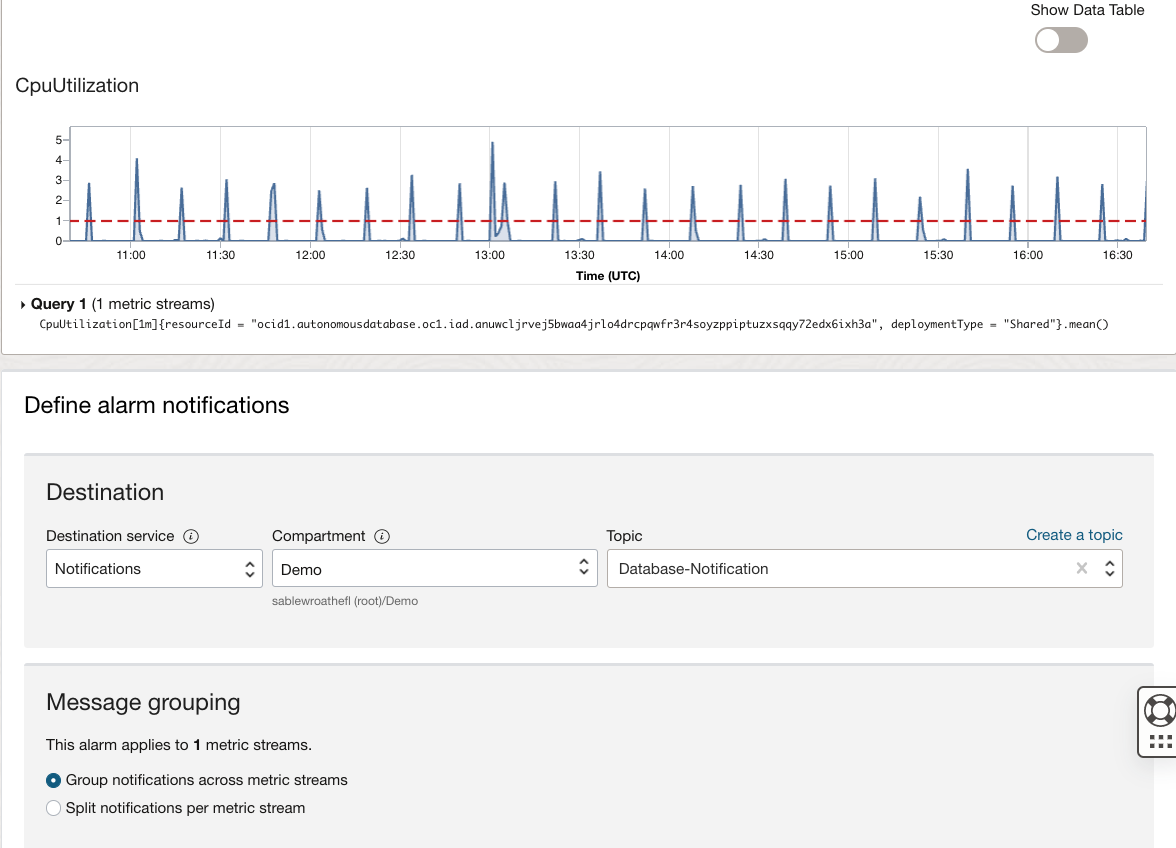 Show Data Table
CpuUtilization
5
4
3
2
1
0
11:00 11:30 12:00 12:30 13:00 13:30 14:00 14:30 15:00 15:30 16:00 16:30
Time (UTC)
Query 1 (1 metric streams)
CpuUtilization[1m]{resourceId = "ocid1.autonomousdatabase.oc1.iad.anuwcljrvej5bwaa4jrlo4drcpqwfr3r4soyzppiptuzxsqqy72edx6ixh3a", deploymentType = "Shared"}.mean()
Define alarm notifications
Destination
Destination service i Compartment i Topic Create a topic
Notifications Demo Database-Notification
sablewroathefl (root)/Demo
Message grouping
This alarm applies to 1 metric streams.
Group notifications across metric streams
Split notifications per metric stream